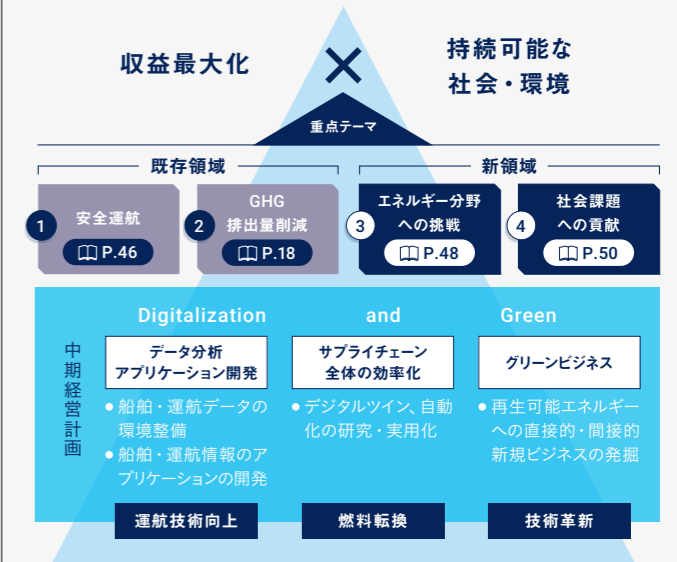 収益最大化
×
持続可能な
社会・環境
重点テーマ
既存領域
新領域
1
安全運航
P.46
2
GHG
排出量削減
P.18
3
エネルギー分野
への挑戦
P.48
4
社会課題
への貢献
P.50
中期経営計画
Digitalization and Green
データ分析
アプリケーション開発
● 船舶・運航データの
環境整備
● 船舶・運航情報のア
プリケーションの開発
サプライチェーン
全体の効率化
● デジタルツイン、自動
化の研究・実用化
グリーンビジネス
● 再生可能エネルギー
への直接的・間接的
新規ビジネスの発掘
運航技術向上
燃料転換
技術革新